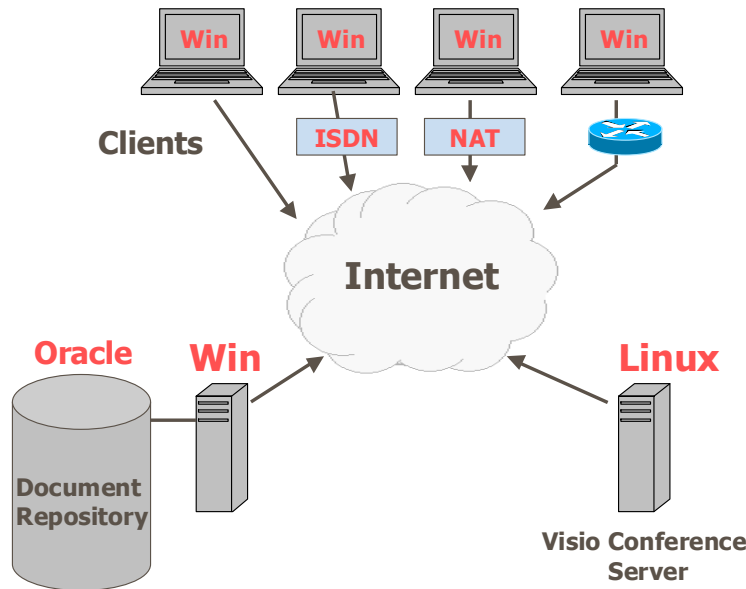 Win Win Win Win
Clients
ISDN
NAT
Internet
Oracle
Win
Linux
Document
Repository
Visio Conference
Server